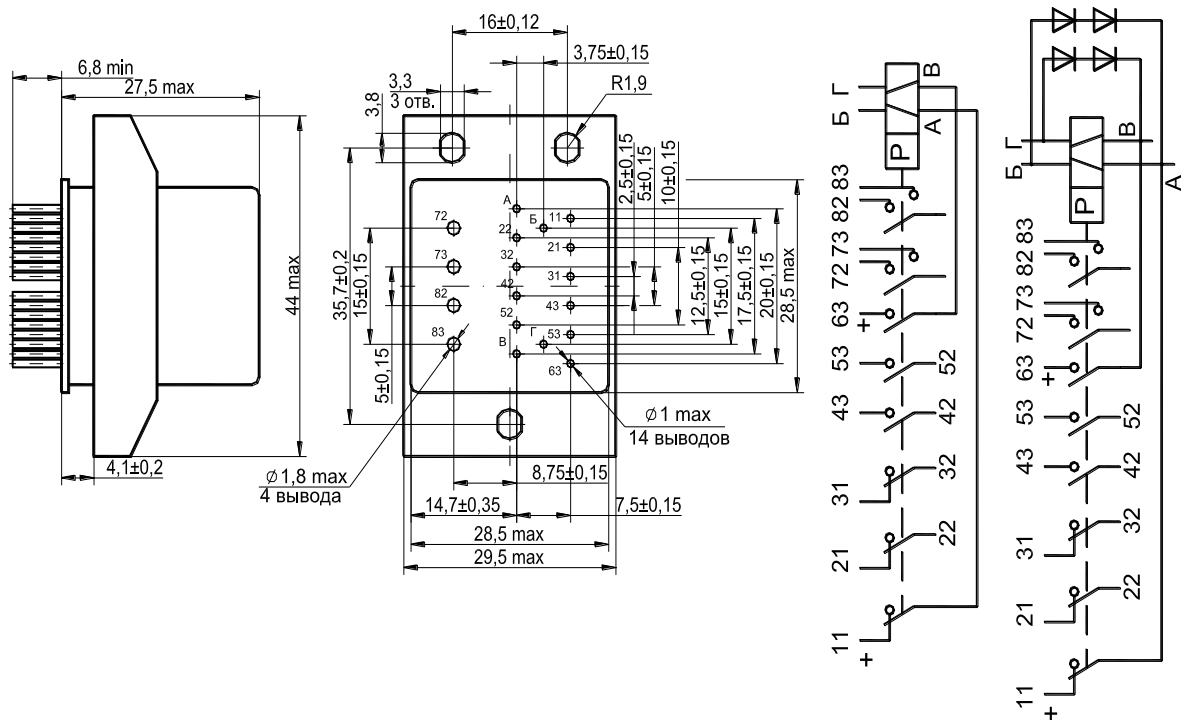 6,8 min
27,5 max
44 max
4,1±0,2
16±0,12
3,75±0,15
3,3
3 отв.
3,8
R1,9
35,7±0,2
15±0,15
5±0,15
2,5±0,15
5±0,15
10±0,15
12,5±0,15
15±0,15
17,5±0,15
20±0,15
28,5 max
72
73
82
83
А
22
32
42
52
В
Б
Г
11
21
31
43
53
63
∅1,8 max
4 вывода
∅1 max
14 выводов
8,75±0,15
14,7±0,35
7,5±0,15
28,5 max
29,5 max
Г
Б
В
А
Р
83
82
73
72
63
+
53
52
43
42
31
32
21
22
11
+
Г
Б
В
А
Р
83
82
73
72
63
+
53
52
43
42
31
32
21
22
11
+